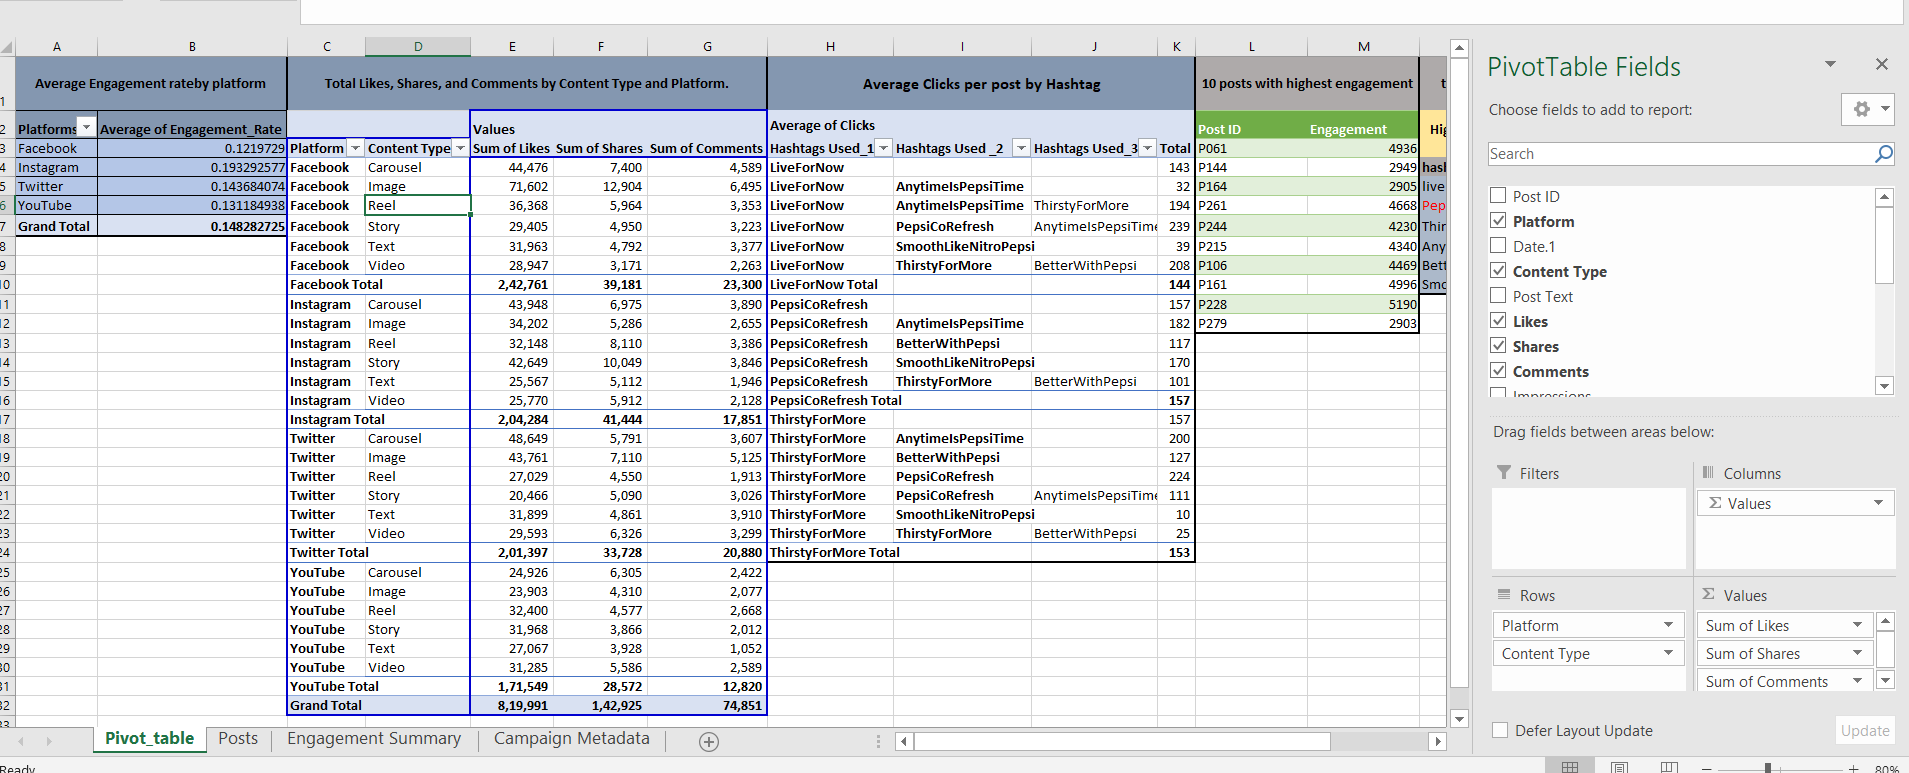 A B C D E F G H I J K L M
PivotTable Fields
1 Average Engagement rateby platform Total Likes, Shares, and Comments by Content Type and Platform. Average Clicks per post by Hashtag 10 posts with highest engagement
Choose fields to add to report:
2 Platforms Average of Engagement_Rate Values Average of Clicks Post ID Engagement
3 Facebook 0.1219729 Platform Content Type Sum of Likes Sum of Shares Sum of Comments Hashtags Used_1 Hashtags Used _2 Hashtags Used_3 Total P061 4936
4 Instagram 0.193292577 Facebook Carousel 44,476 7,400 4,589 LiveForNow 143 P144 2949
5 Twitter 0.143684074 Facebook Image 71,602 12,904 6,495 LiveForNow AnytimeIsPepsiTime 32 P164 2905 live
6 YouTube 0.131184938 Facebook Reel 36,368 5,964 3,353 LiveForNow AnytimeIsPepsiTime ThirstyForMore 194 P261 4668 Pep
7 Grand Total 0.148282725 Facebook Story 29,405 4,950 3,223 LiveForNow PepsiCoRefresh AnytimeIsPepsiTime 239 P244 4230 Thir
8 Facebook Text 31,963 4,792 3,377 LiveForNow SmoothLikeNitroPepsi 39 P215 4340 Any
9 Facebook Video 28,947 3,171 2,263 LiveForNow ThirstyForMore BetterWithPepsi 208 P106 4469 Bett
10 Facebook Total 2,42,761 39,181 23,300 LiveForNow Total 144 P161 4996 Smo
11 Instagram Carousel 43,948 6,975 3,890 PepsiCoRefresh 157 P228 5190
12 Instagram Image 34,202 5,286 2,655 PepsiCoRefresh AnytimeIsPepsiTime 182 P279 2903
13 Instagram Reel 32,148 8,110 3,386 PepsiCoRefresh BetterWithPepsi 117
14 Instagram Story 42,649 10,049 3,846 PepsiCoRefresh SmoothLikeNitroPepsi 170
15 Instagram Text 25,567 5,112 1,946 PepsiCoRefresh ThirstyForMore BetterWithPepsi 101
16 Instagram Video 25,770 5,912 2,128 PepsiCoRefresh Total 157
17 Instagram Total 2,04,284 41,444 17,851 ThirstyForMore 157
18 Twitter Carousel 48,649 5,791 3,607 ThirstyForMore AnytimeIsPepsiTime 200
19 Twitter Image 43,761 7,110 5,125 ThirstyForMore BetterWithPepsi 127
20 Twitter Reel 27,029 4,550 1,913 ThirstyForMore PepsiCoRefresh 224
21 Twitter Story 20,466 5,090 3,026 ThirstyForMore PepsiCoRefresh AnytimeIsPepsiTime 111
22 Twitter Text 31,899 4,861 3,910 ThirstyForMore SmoothLikeNitroPepsi 10
23 Twitter Video 29,593 6,326 3,299 ThirstyForMore ThirstyForMore BetterWithPepsi 25
24 Twitter Total 2,01,397 33,728 20,880 ThirstyForMore Total 153
25 YouTube Carousel 24,926 6,305 2,422
26 YouTube Image 23,903 4,310 2,077
27 YouTube Reel 32,400 4,577 2,668
28 YouTube Story 31,968 3,866 2,012
29 YouTube Text 27,067 3,928 1,052
30 YouTube Video 31,285 5,586 2,589
31 YouTube Total 1,71,549 28,572 12,820
32 Grand Total 8,19,991 1,42,925 74,851
Search
Post ID
Platform
Date.1
Content Type
Post Text
Likes
Shares
Comments
Impressions
Drag fields between areas below:
Filters Columns
Σ Values
Rows Σ Values
Platform Sum of Likes
Content Type Sum of Shares
Sum of Comments
Defer Layout Update Update
Pivot_table Posts Engagement Summary Campaign Metadata
Ready 80%